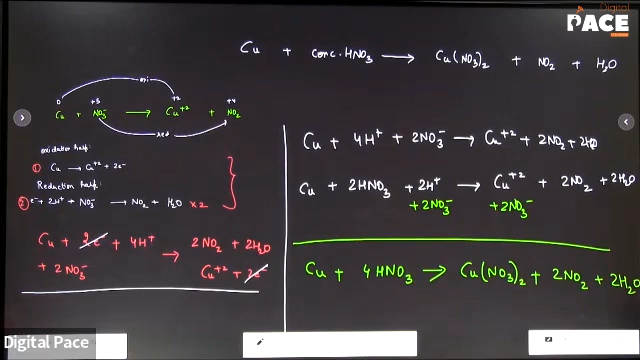 Digital
PACE
Cu + conc. HNO3 ⟶ Cu(NO3)2 + NO2 + H2O
oxi
0 +5 +2 +4
Cu + NO3⁻ ⟶ Cu⁺² + NO2
red
oxidation half:
① Cu ⟶ Cu⁺² + 2e⁻
Reduction half:
② e⁻ + 2H⁺ + NO3⁻ ⟶ NO2 + H2O ×2
Cu + 2e⁻ + 4H⁺ ⟶ 2NO2 + 2H2O
+ 2NO3⁻ Cu⁺² + 2e⁻
Cu + 4H⁺ + 2NO3⁻ ⟶ Cu⁺² + 2NO2 + 2H2O
Cu + 2HNO3 + 2H⁺ ⟶ Cu⁺² + 2NO2 + 2H2O
+ 2NO3⁻ + 2NO3⁻
Cu + 4HNO3 ⟶ Cu(NO3)2 + 2NO2 + 2H2O
Digital Pace